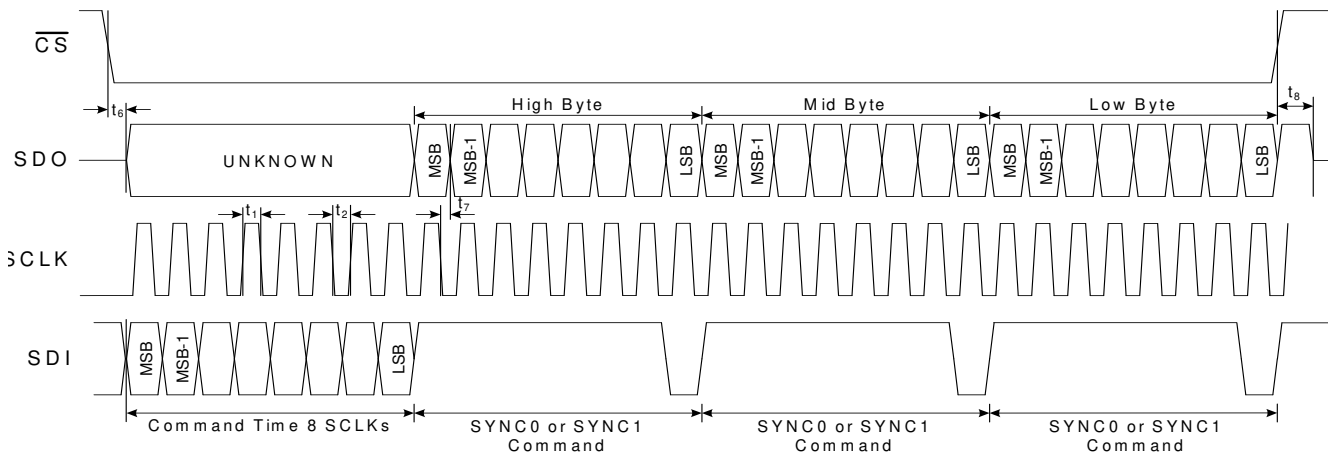 CS
t6
High Byte
Mid Byte
Low Byte
t8
SDO
UNKNOWN
MSB
MSB-1
LSB
MSB
MSB-1
LSB
MSB
MSB-1
LSB
t1
t2
t7
SCLK
SDI
MSB
MSB-1
LSB
Command Time 8 SCLKs
SYNC0 or SYNC1
Command
SYNC0 or SYNC1
Command
SYNC0 or SYNC1
Command